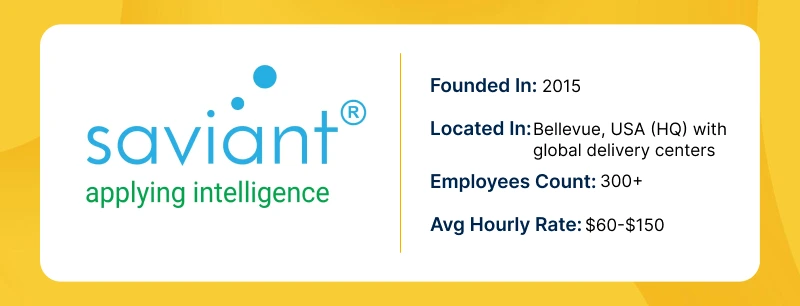 saviant®
applying intelligence
Founded In: 2015
Located In: Bellevue, USA (HQ) with
global delivery centers
Employees Count: 300+
Avg Hourly Rate: $60-$150